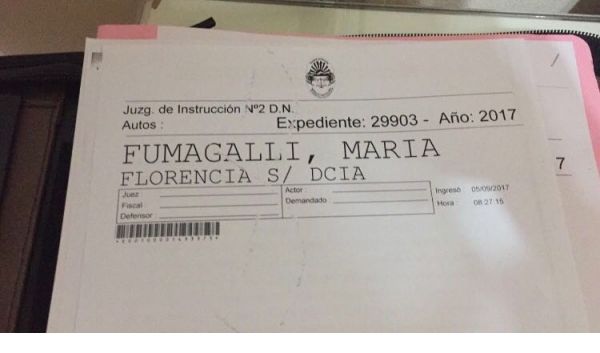 Juzg. de Instrucción Nº2 D.N.
Autos : Expediente: 29903 - Año: 2017
FUMAGALLI, MARIA
FLORENCIA S/ DCIA
Juez : Actor : Ingreso : 05/09/2017
Fiscal : Demandado : Hora : 08:27:15
Defensor :
7